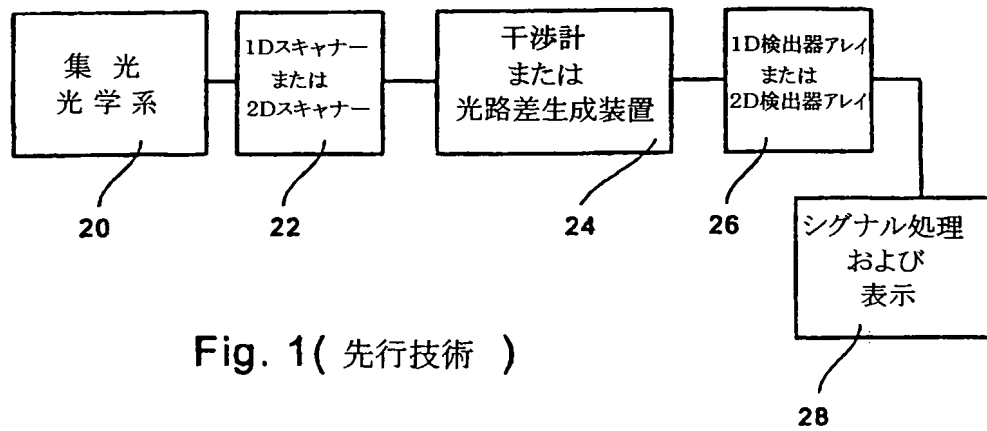 集 光
光 学 系
1Dスキャナー
または
2Dスキャナー
干渉計
または
光路差生成装置
1D検出器アレイ
または
2D検出器アレイ
20
22
24
26
シグナル処理
および
表示
28
Fig. 1( 先行技術 )